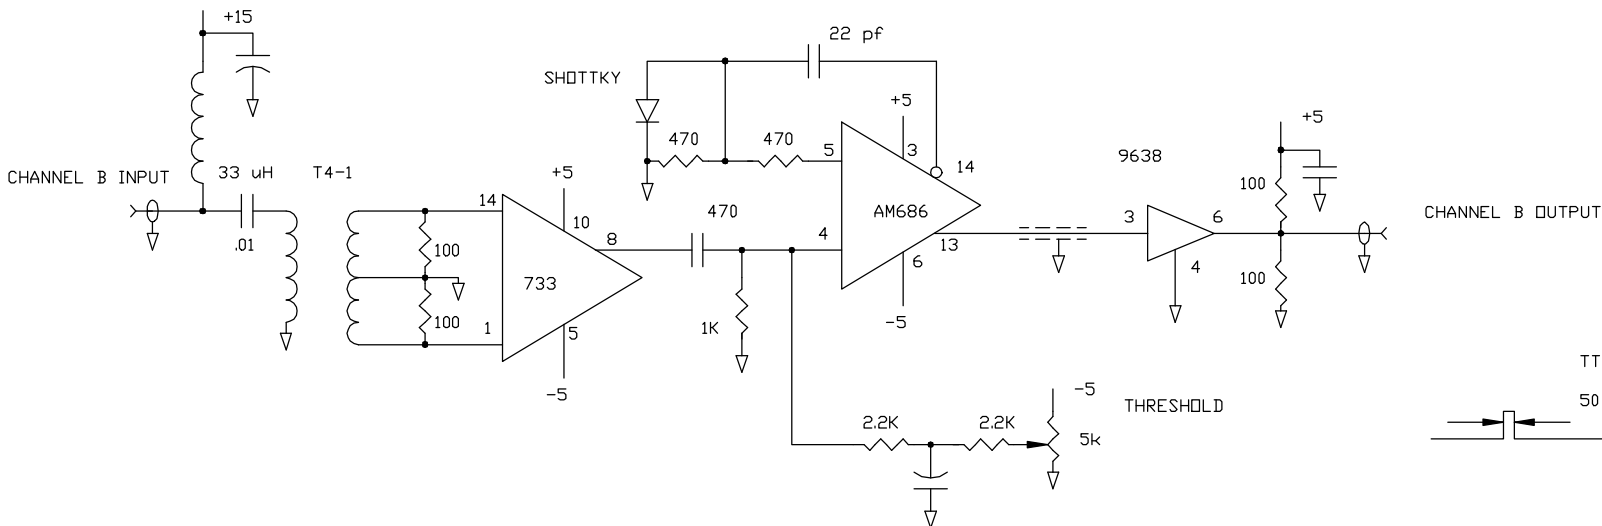 +15
22 pf
SHOTTKY
+5
+5
470
470
5
3
14
9638
CHANNEL B INPUT
33 uH
T4-1
+5
100
.01
14
10
470
AM686
3
6
CHANNEL B OUTPUT
100
8
4
13
733
6
4
100
100
1
5
1K
-5
-5
-5
THRESHOLD
2.2K
2.2K
5k
TT
50